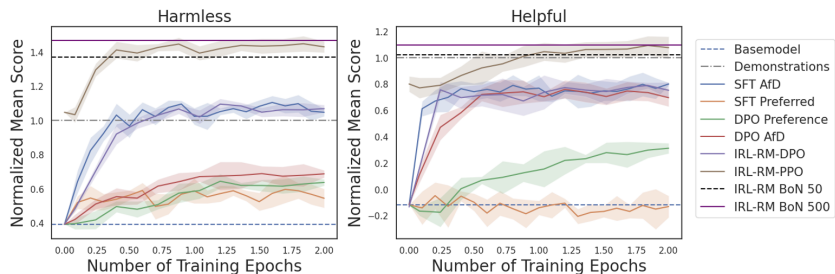 Harmless
Normalized Mean Score
1.4
1.2
1.0
0.8
0.6
0.4
0.00 0.25 0.50 0.75 1.00 1.25 1.50 1.75 2.00
Number of Training Epochs
Helpful
Normalized Mean Score
1.2
1.0
0.8
0.6
0.4
0.2
0.0
−0.2
0.00 0.25 0.50 0.75 1.00 1.25 1.50 1.75 2.00
Number of Training Epochs
Basemodel
Demonstrations
SFT AfD
SFT Preferred
DPO Preference
DPO AfD
IRL-RM-DPO
IRL-RM-PPO
IRL-RM BoN 50
IRL-RM BoN 500